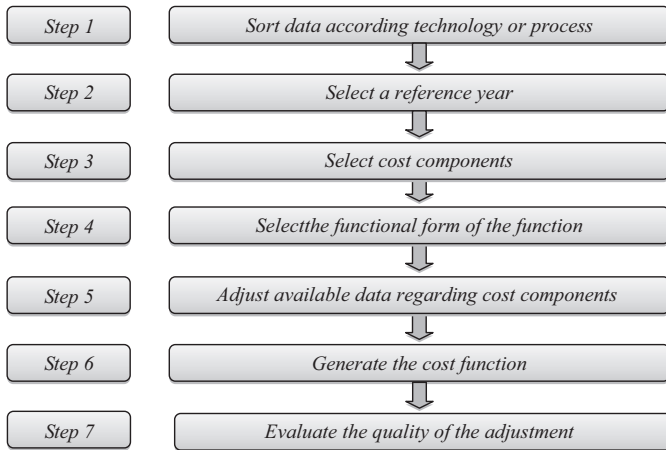 Step 1 Sort data according technology or process
Step 2 Select a reference year
Step 3 Select cost components
Step 4 Selectthe functional form of the function
Step 5 Adjust available data regarding cost components
Step 6 Generate the cost function
Step 7 Evaluate the quality of the adjustment